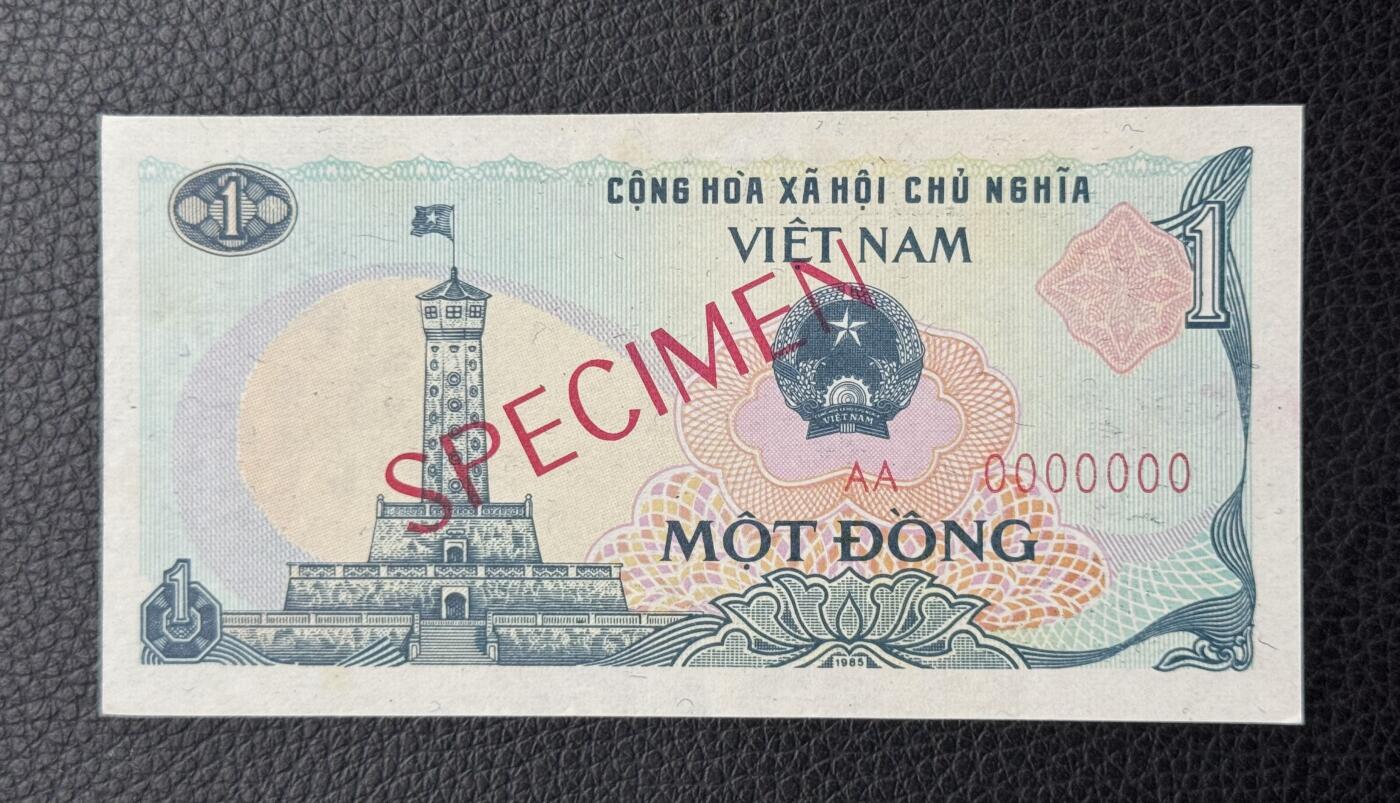 1
CỘNG HÒA XÃ HỘI CHỦ NGHĨA
VIỆT NAM
1
SPECIMEN
VIỆT NAM
AA 0000000
MỘT ĐỒNG
1
1985